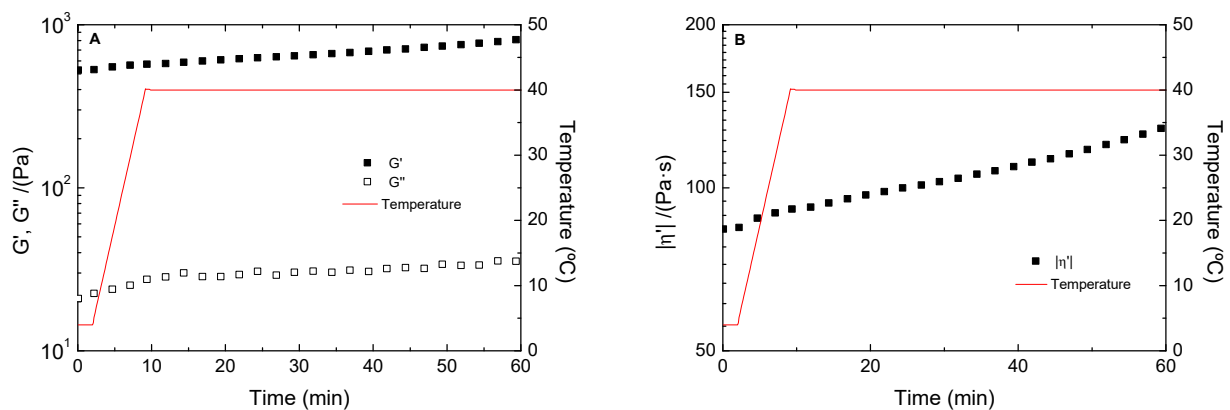 A
10³
10²
10¹
G', G'' /(Pa)
0 10 20 30 40 50 60
Time (min)
50
40
30
20
10
0
Temperature (ºC)
G'
G''
Temperature
B
200
150
100
50
|η'| /(Pa·s)
0 20 40 60
Time (min)
50
40
30
20
10
0
Temperature (ºC)
|η'|
Temperature